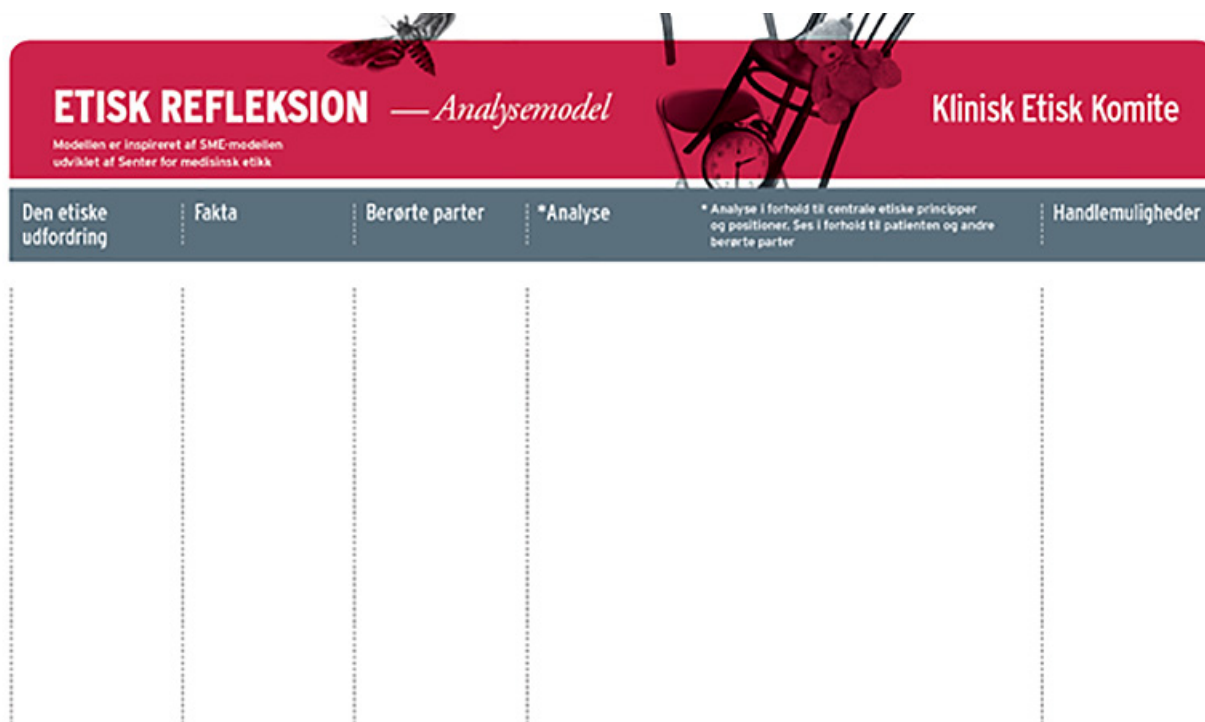 ETISK REFLEKSION — Analysemodel
Modellen er inspireret af SME-modellen
udviklet af Senter for medisinsk etikk
Klinisk Etisk Komite
Den etiske
udfordring
Fakta
Berørte parter
*Analyse
* Analyse i forhold til centrale etiske principper
og positioner. Ses i forhold til patienten og andre
berørte parter
Handlemuligheder